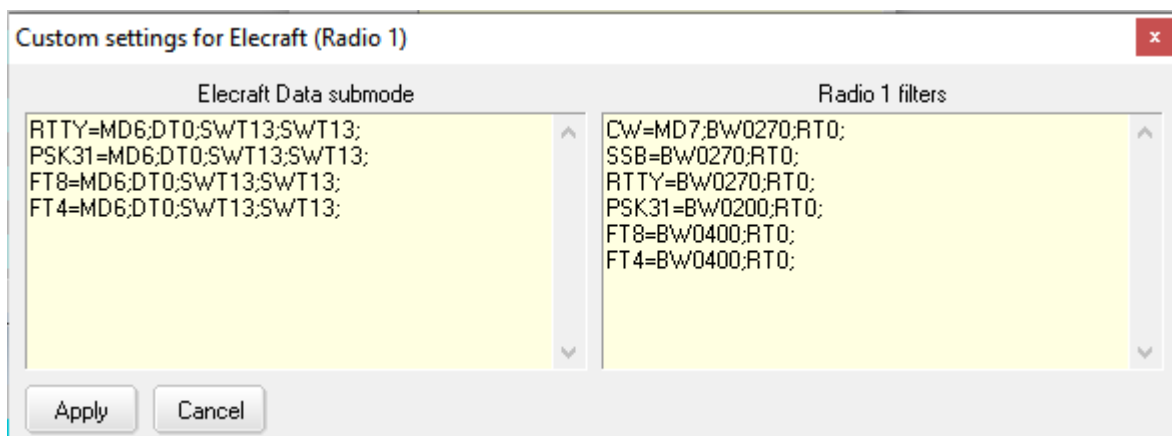 Custom settings for Elecraft (Radio 1)
x
Elecraft Data submode
RTTY=MD6;DT0;SWT13;SWT13;
PSK31=MD6;DT0;SWT13;SWT13;
FT8=MD6;DT0;SWT13;SWT13;
FT4=MD6;DT0;SWT13;SWT13;
Radio 1 filters
CW=MD7;BW0270;RT0;
SSB=BW0270;RT0;
RTTY=BW0270;RT0;
PSK31=BW0200;RT0;
FT8=BW0400;RT0;
FT4=BW0400;RT0;
Apply
Cancel